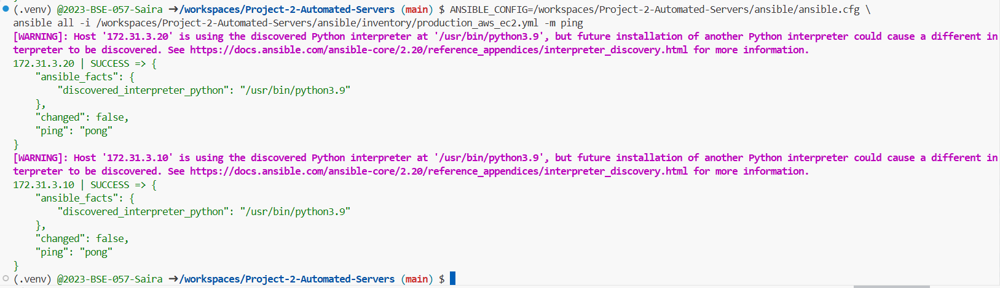 (.venv) @2023-BSE-057-Saira ➜/workspaces/Project-2-Automated-Servers (main) $ ANSIBLE_CONFIG=/workspaces/Project-2-Automated-Servers/ansible/ansible.cfg \
ansible all -i /workspaces/Project-2-Automated-Servers/ansible/inventory/production_aws_ec2.yml -m ping
[WARNING]: Host '172.31.3.20' is using the discovered Python interpreter at '/usr/bin/python3.9', but future installation of another Python interpreter could cause a different in
terpreter to be discovered. See https://docs.ansible.com/ansible-core/2.20/reference_appendices/interpreter_discovery.html for more information.
172.31.3.20 | SUCCESS => {
    "ansible_facts": {
        "discovered_interpreter_python": "/usr/bin/python3.9"
    },
    "changed": false,
    "ping": "pong"
}
[WARNING]: Host '172.31.3.10' is using the discovered Python interpreter at '/usr/bin/python3.9', but future installation of another Python interpreter could cause a different in
terpreter to be discovered. See https://docs.ansible.com/ansible-core/2.20/reference_appendices/interpreter_discovery.html for more information.
172.31.3.10 | SUCCESS => {
    "ansible_facts": {
        "discovered_interpreter_python": "/usr/bin/python3.9"
    },
    "changed": false,
    "ping": "pong"
}
(.venv) @2023-BSE-057-Saira ➜/workspaces/Project-2-Automated-Servers (main) $